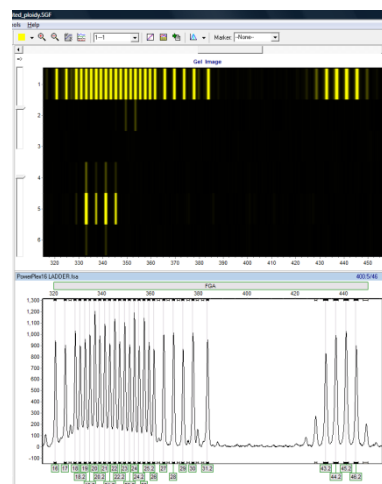 ted_ploidy.SGF
ols Help
1--1 Marker: -None-
Gel Image
1
2
3
4
5
6
320 330 340 350 360 370 380 390 400 410 420 430 440 450
PowerPlex16 LADDER.fsa 400:5/46
FGA
320 340 360 380 420 440
1,300
1,200
1,100
1,000
900
800
700
600
500
400
300
200
100
0
-100
16 17 18 19 20 21 22 23 24 25.2 27 29 30 31.2 43.2 45.2
18.2 20.2 22.2 24.2 26 28 44.2 46.2